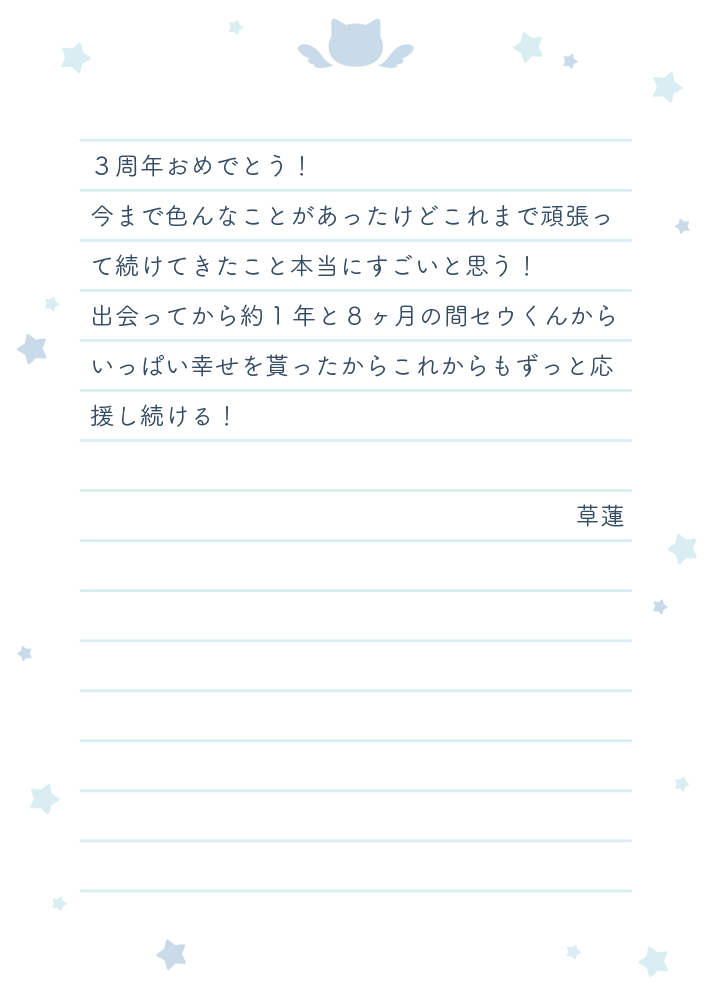 ３周年おめでとう！
今まで色んなことがあったけどこれまで頑張っ
て続けてきたこと本当にすごいと思う！
出会ってから約１年と８ヶ月の間セウくんから
いっぱい幸せを貰ったからこれからもずっと応
援し続ける！
草蓮